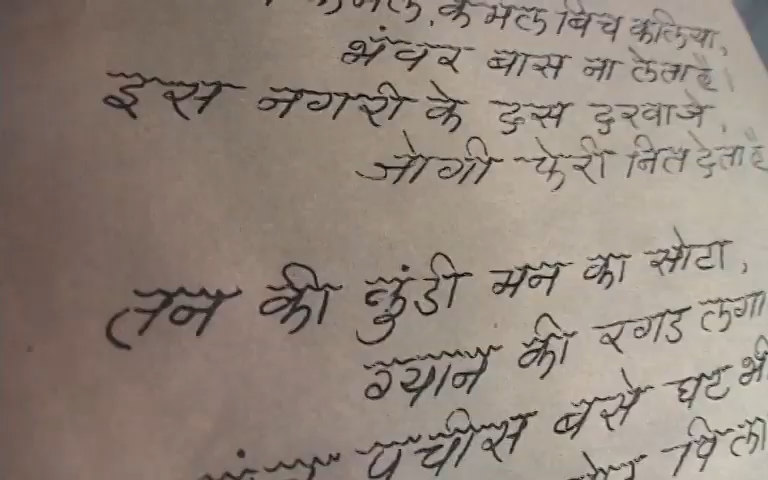 कमल बिच कलिया,
भंवर बास ना लेता है।
इस नगरी के दस दरवाजे,
जोगी फेरी नित देता है
तन की कुंडी मन का सोटा,
ग्यान की रगड लगा
पचीस बसे घट भी
पिला